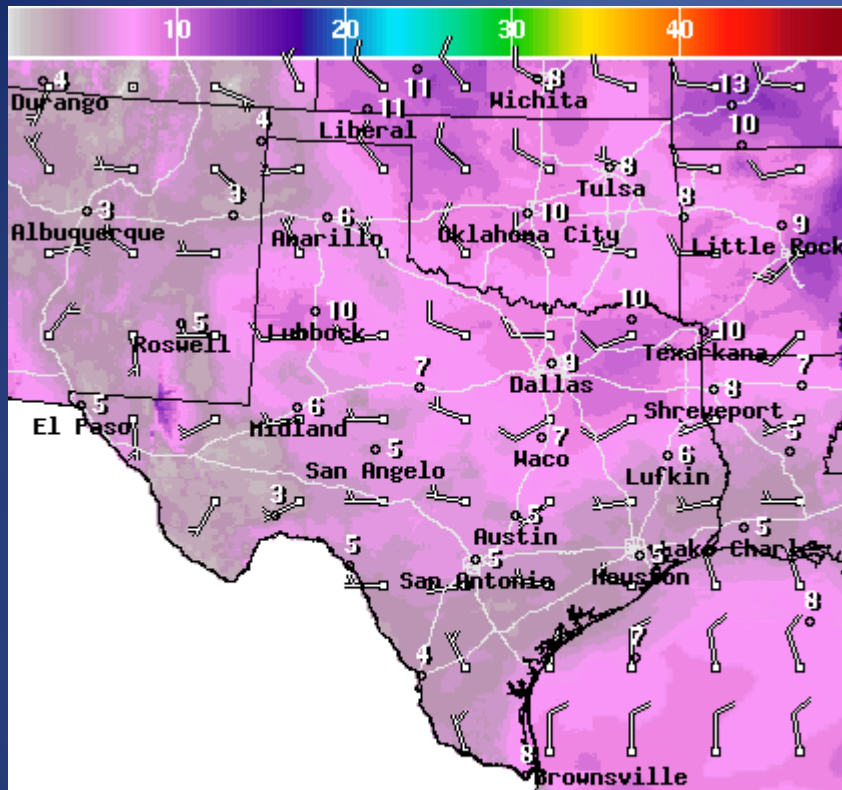 10 20 30 40
4 11 8 13
Durango Wichita
11
Liberal 10
4
8
Tulsa
3 3 6 10 8 9
Albuquerque Amarillo Oklahoma City Little Rock
5 10 10 10
Roswell Lubbock Texarkana
9
7 Dallas 8 7
5 6 Shreveport
El Paso Midland 7 5
San Angelo 5 Waco 6
Lufkin
3 5 5
Austin
5 5 5 Lake Charles
San Antonio Houston
8
7
4
8
Brownsville